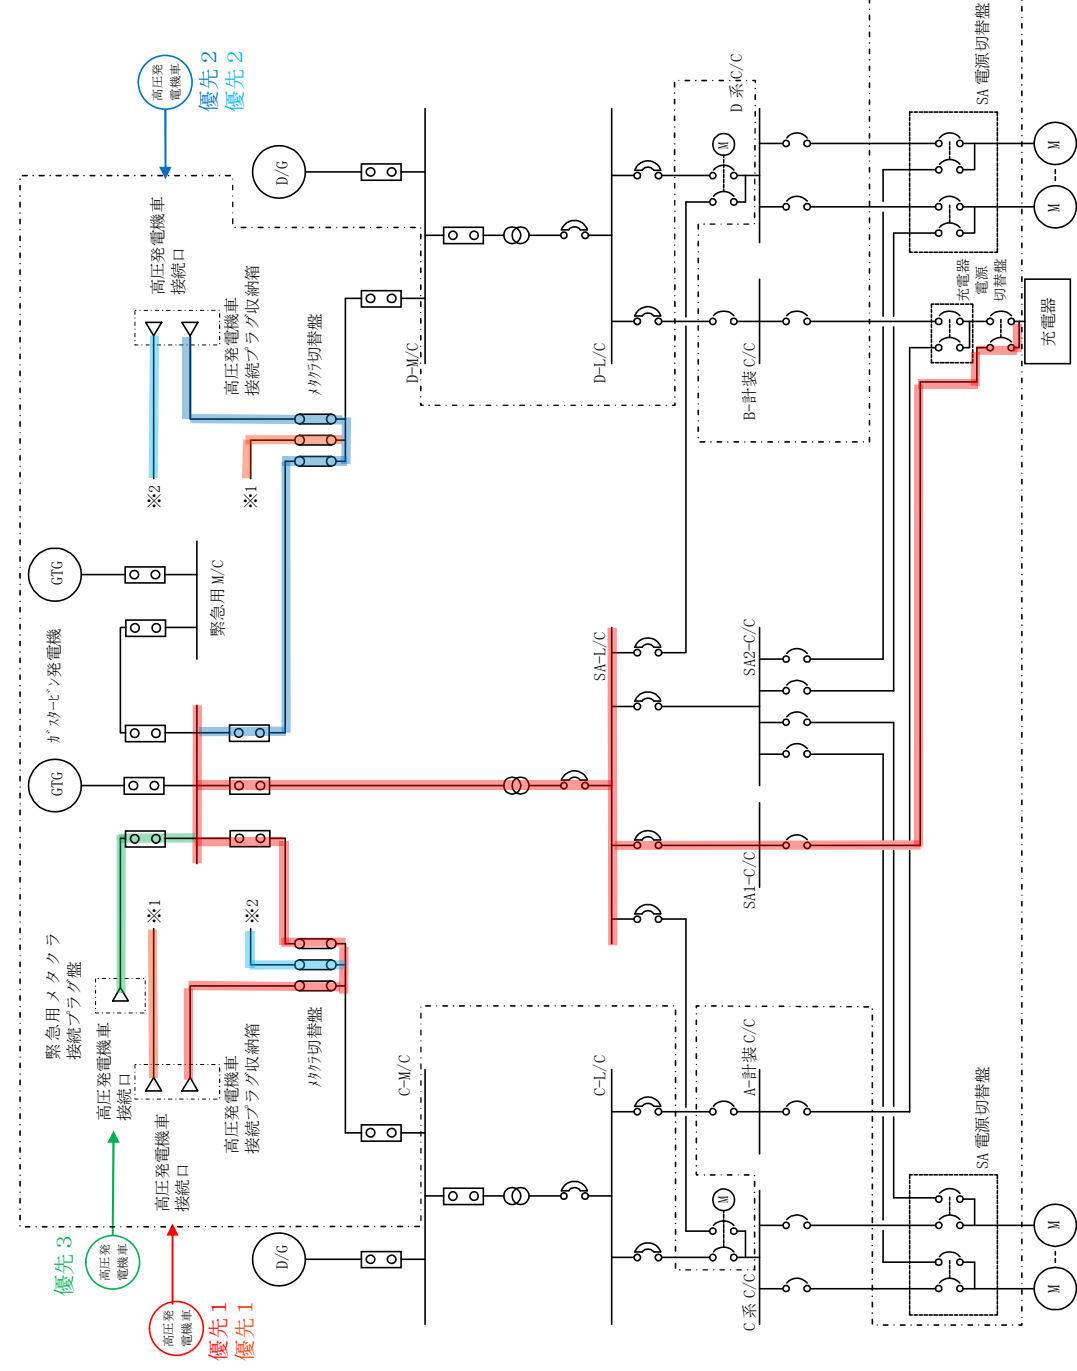 優先3
高圧発
電機車
高圧発
電機車
優先1
優先1
高圧発電機車
接続口
高圧発電機車
接続口
緊急用メタクラ
接続プラグ盤
※1
※2
高圧発電機車
接続プラグ収納箱
ﾒﾀｸﾗ切替盤
D/G
C-M/C
C-L/C
C系C/C
M
A-計装C/C
SA電源切替盤
M
M
GTG
ｶﾞｽﾀｰﾋﾞﾝ発電機
GTG
緊急用M/C
SA-L/C
SA1-C/C
SA2-C/C
高圧発
電機車
優先2
優先2
高圧発電機車
接続口
高圧発電機車
接続プラグ収納箱
ﾒﾀｸﾗ切替盤
※2
※1
D/G
D-M/C
D-L/C
D系C/C
M
B-計装C/C
SA電源切替盤
M
M
充電器
電源
切替盤
充電器